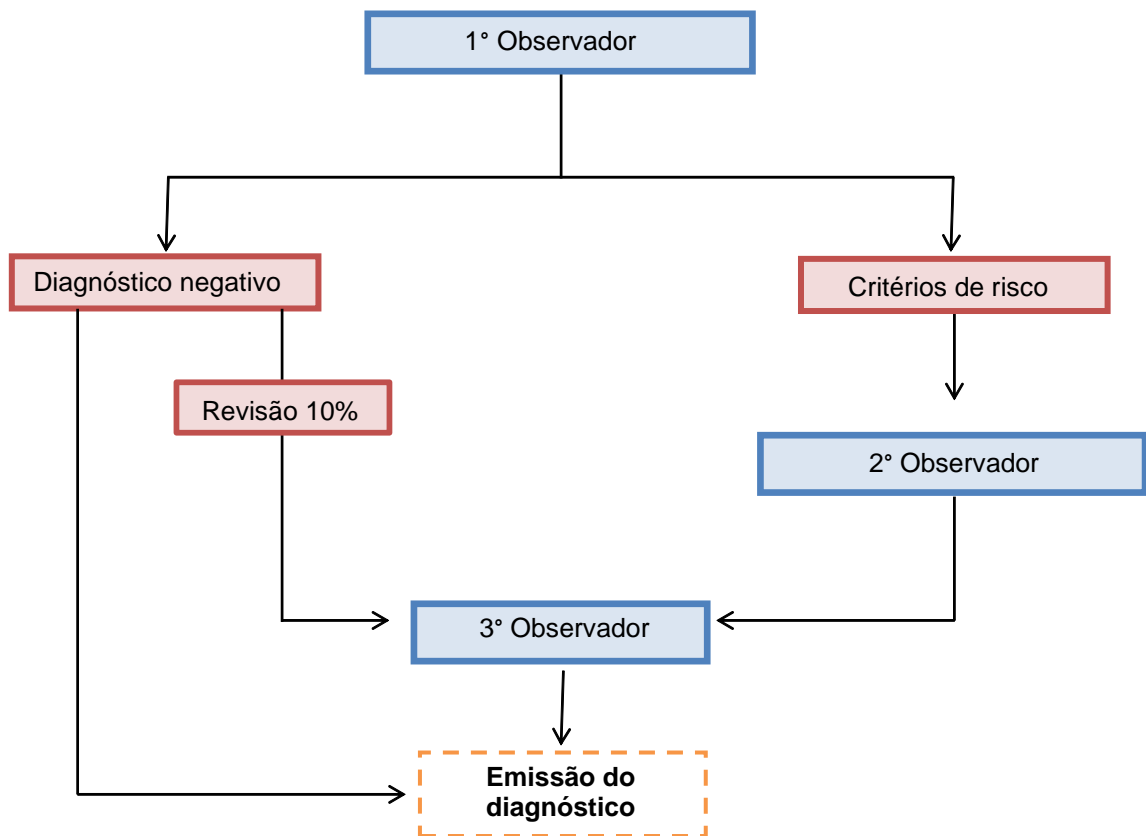 1° Observador
Diagnóstico negativo
Critérios de risco
Revisão 10%
2° Observador
3° Observador
Emissão do
diagnóstico